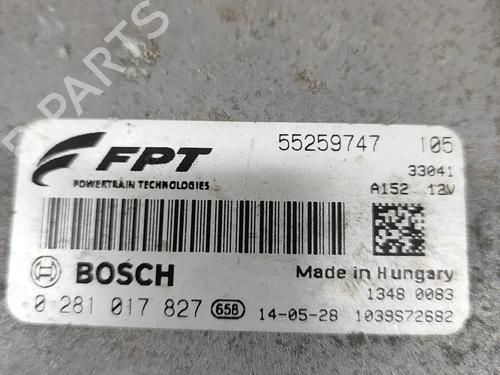 B PARTS
FPT 55259747 105
POWERTRAIN TECHNOLOGIES 33041
A152 12V
BOSCH Made in Hungary
0 281 017 827 658 14-05-28 1348 0083
1039S72682